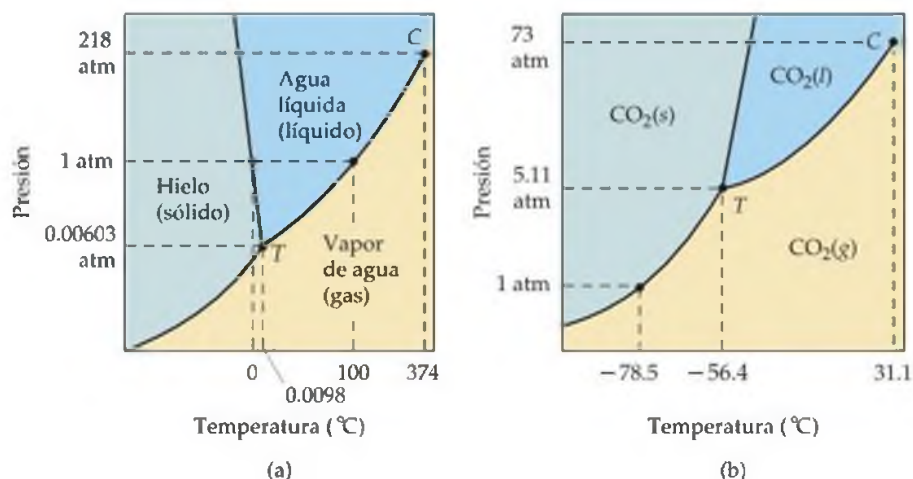 218
atm
Presión
1 atm
0.00603
atm
Hielo
(sólido)
Agua
líquida
(líquido)
C
T
Vapor
de agua
(gas)
0
100
374
0.0098
Temperatura (°C)
(a)
73
atm
Presión
5.11
atm
1 atm
CO₂(s)
CO₂(l)
C
T
CO₂(g)
−78.5
−56.4
31.1
Temperatura (°C)
(b)